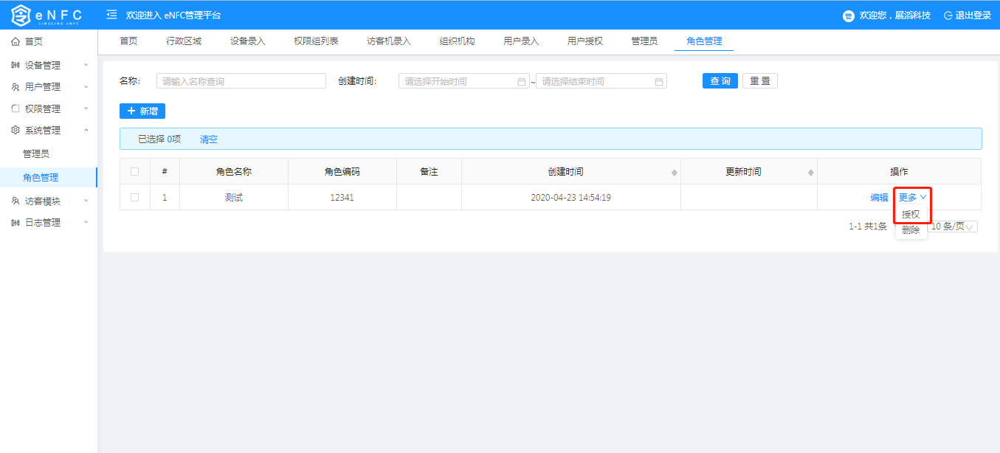 eNFC
LINGLING eNFC
欢迎进入 eNFC管理平台
欢迎您，展滔科技
退出登录
首页
设备管理
用户管理
权限管理
系统管理
管理员
角色管理
访客模块
日志管理
首页 行政区域 设备录入 权限组列表 访客机录入 组织机构 用户录入 用户授权 管理员 角色管理
名称: 请输入名称查询 创建时间: 请选择开始时间 ~ 请选择结束时间 查 询 重 置
+ 新增
已选择 0项 清空
# 角色名称 角色编码 备注 创建时间 更新时间 操作
1 测试 12341 2020-04-23 14:54:19 编辑 更多
授权
删除
1-1 共1条 10 条/页